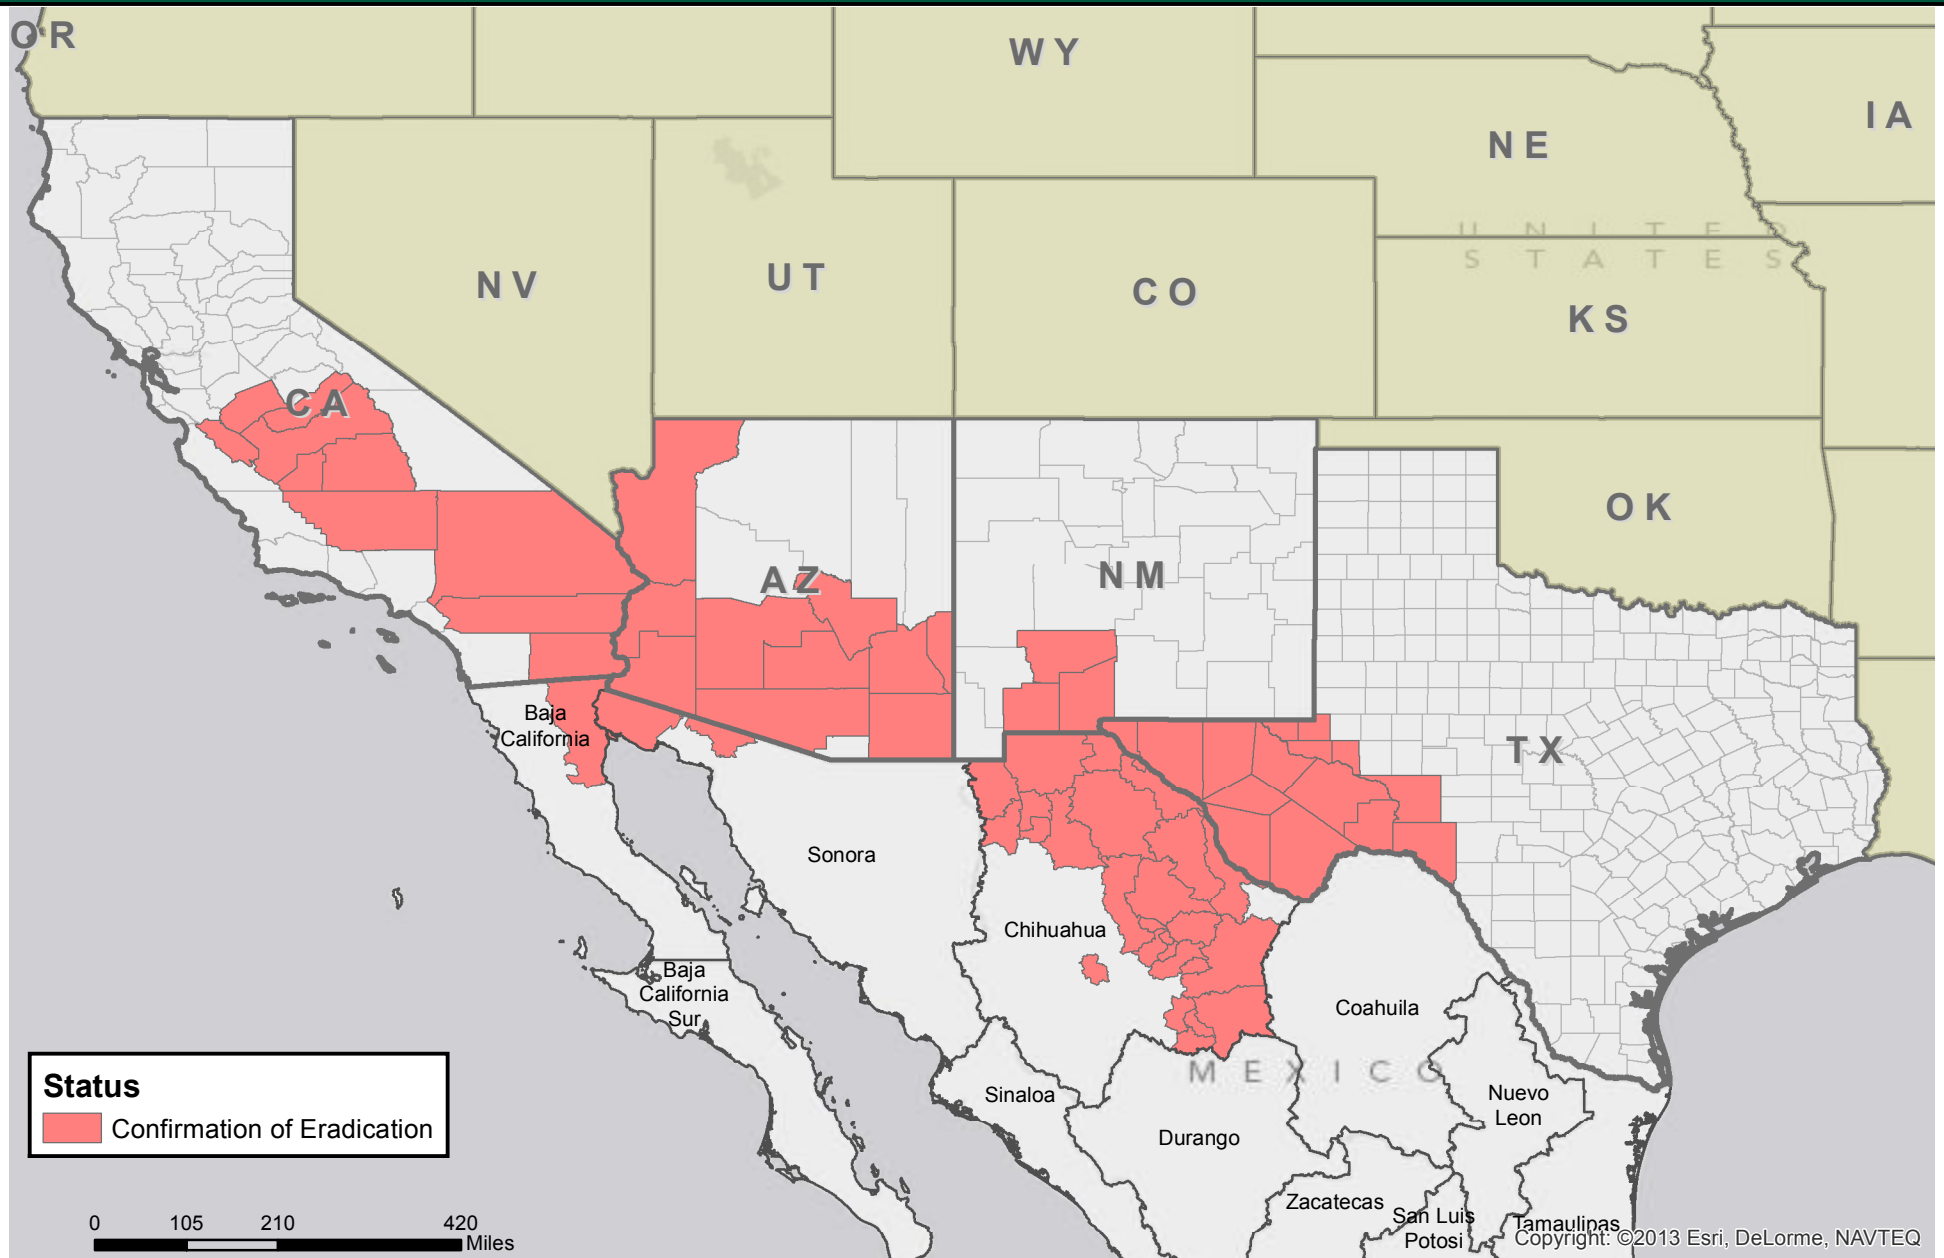 OR
WY
IA
NE
UNITED
STATES
NV
UT
CO
KS
CA
OK
AZ
NM
TX
Baja
California
Sonora
Chihuahua
Baja
California
Sur
Coahuila
MEXICO
Sinaloa
Nuevo
Leon
Durango
Zacatecas
San Luis
Potosi
Tamaulipas
Status
Confirmation of Eradication
0 105 210 420
Miles
Copyright: ©2013 Esri, DeLorme, NAVTEQ